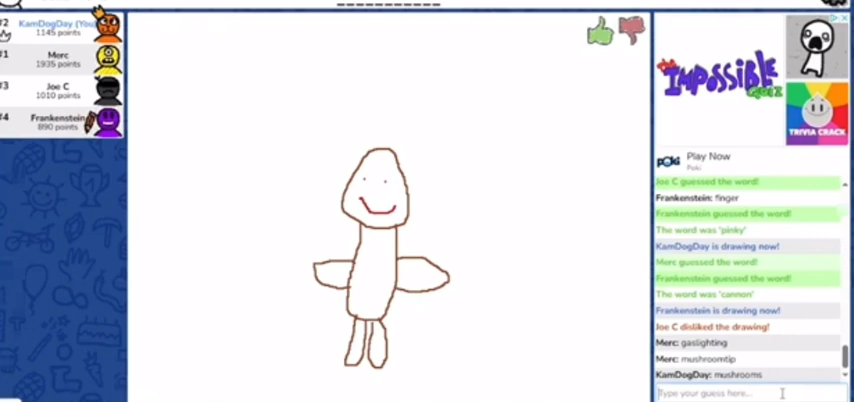 #2 KamDogDay (You)
1145 points
#1 Merc
1935 points
#3 Joe C
1010 points
#4 Frankenstein
890 points
the IMPOSSIBLE QUIZ
TRIVIA CRACK
poki Play Now
Poki
Joe C guessed the word!
Frankenstein: finger
Frankenstein guessed the word!
The word was 'pinky'
KamDogDay is drawing now!
Merc guessed the word!
Frankenstein guessed the word!
The word was 'cannon'
Frankenstein is drawing now!
Joe C disliked the drawing!
Merc: gaslighting
Merc: mushroomtip
KamDogDay: mushrooms
Type your guess here...